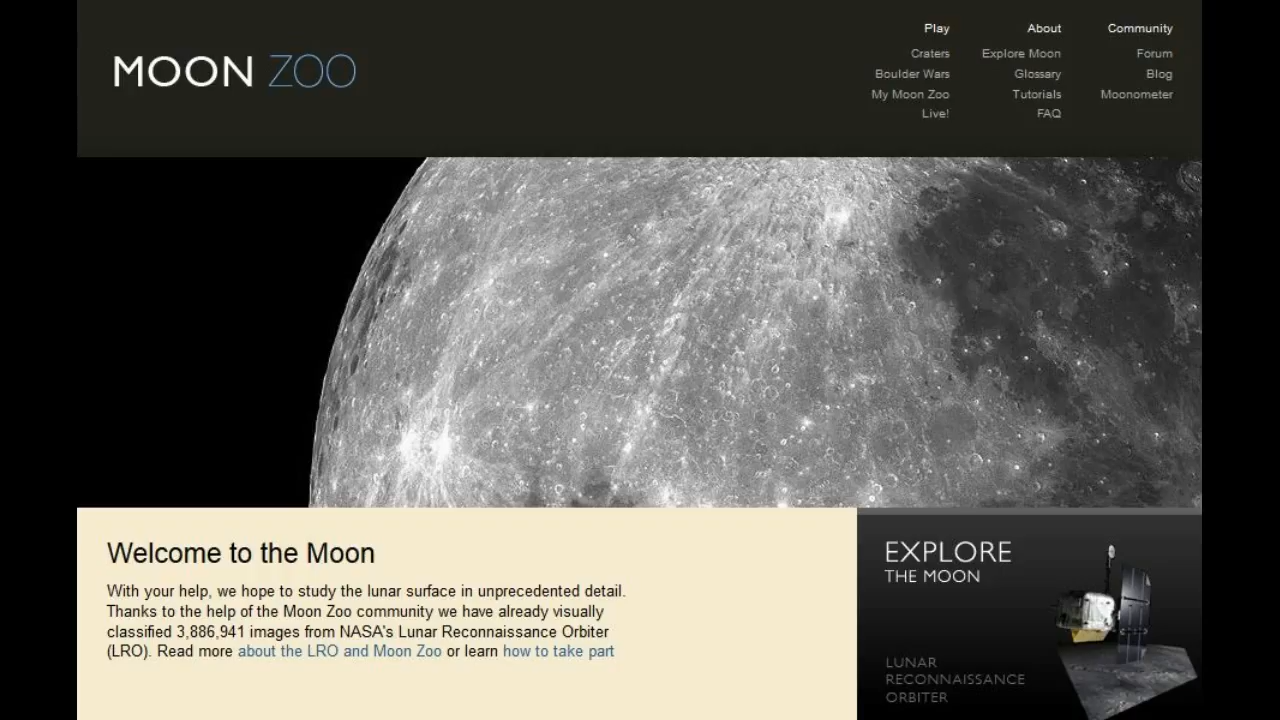 MOON ZOO
Play
Craters
Boulder Wars
My Moon Zoo
Live!
About
Explore Moon
Glossary
Tutorials
FAQ
Community
Forum
Blog
Moonometer
Welcome to the Moon
With your help, we hope to study the lunar surface in unprecedented detail.
Thanks to the help of the Moon Zoo community we have already visually
classified 3,886,941 images from NASA's Lunar Reconnaissance Orbiter
(LRO). Read more about the LRO and Moon Zoo or learn how to take part
EXPLORE
THE MOON
LUNAR
RECONNAISSANCE
ORBITER